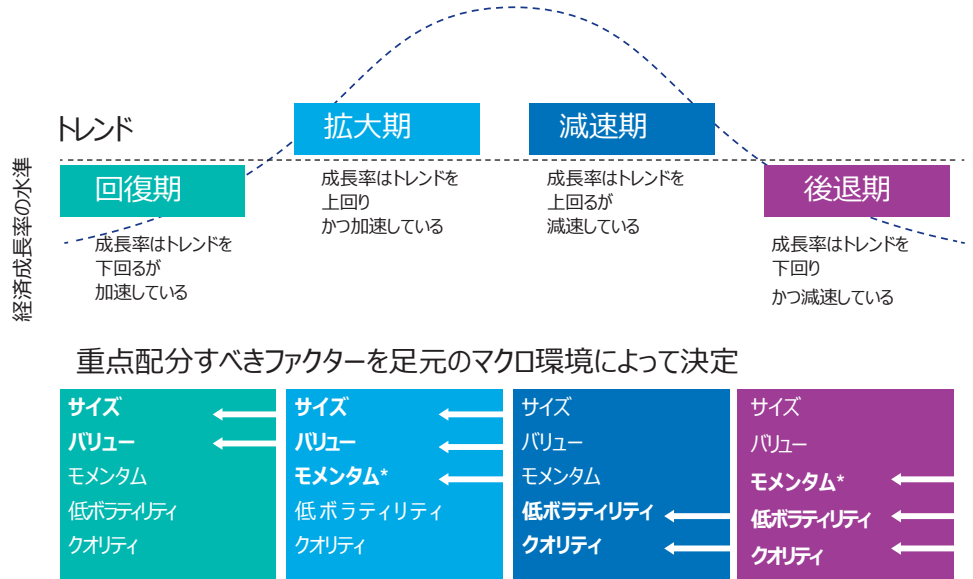 トレンド
経済成長率の水準
回復期
成長率はトレンドを
下回るが
加速している
拡大期
成長率はトレンドを
上回り
かつ加速している
減速期
成長率はトレンドを
上回るが
減速している
後退期
成長率はトレンドを
下回り
かつ減速している
重点配分すべきファクターを足元のマクロ環境によって決定
サイズ
バリュー
モメンタム
低ボラティリティ
クオリティ
サイズ
バリュー
モメンタム*
低ボラティリティ
クオリティ
サイズ
バリュー
モメンタム
低ボラティリティ
クオリティ
サイズ
バリュー
モメンタム*
低ボラティリティ
クオリティ